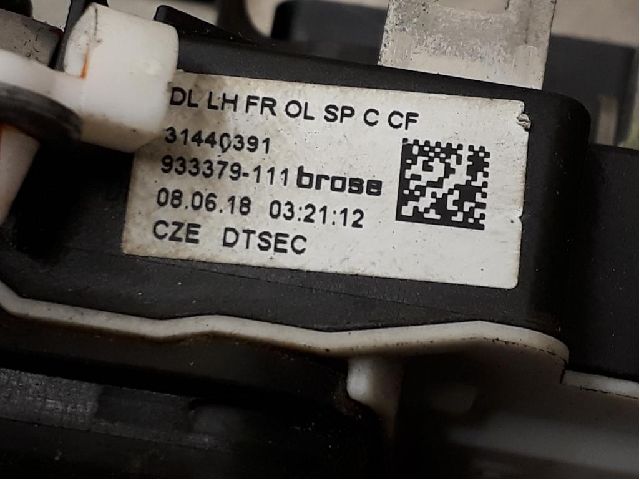 DL LH FR OL SP C CF
31440391
933379-111 brose
08.06.18 03:21:12
CZE DTSEC